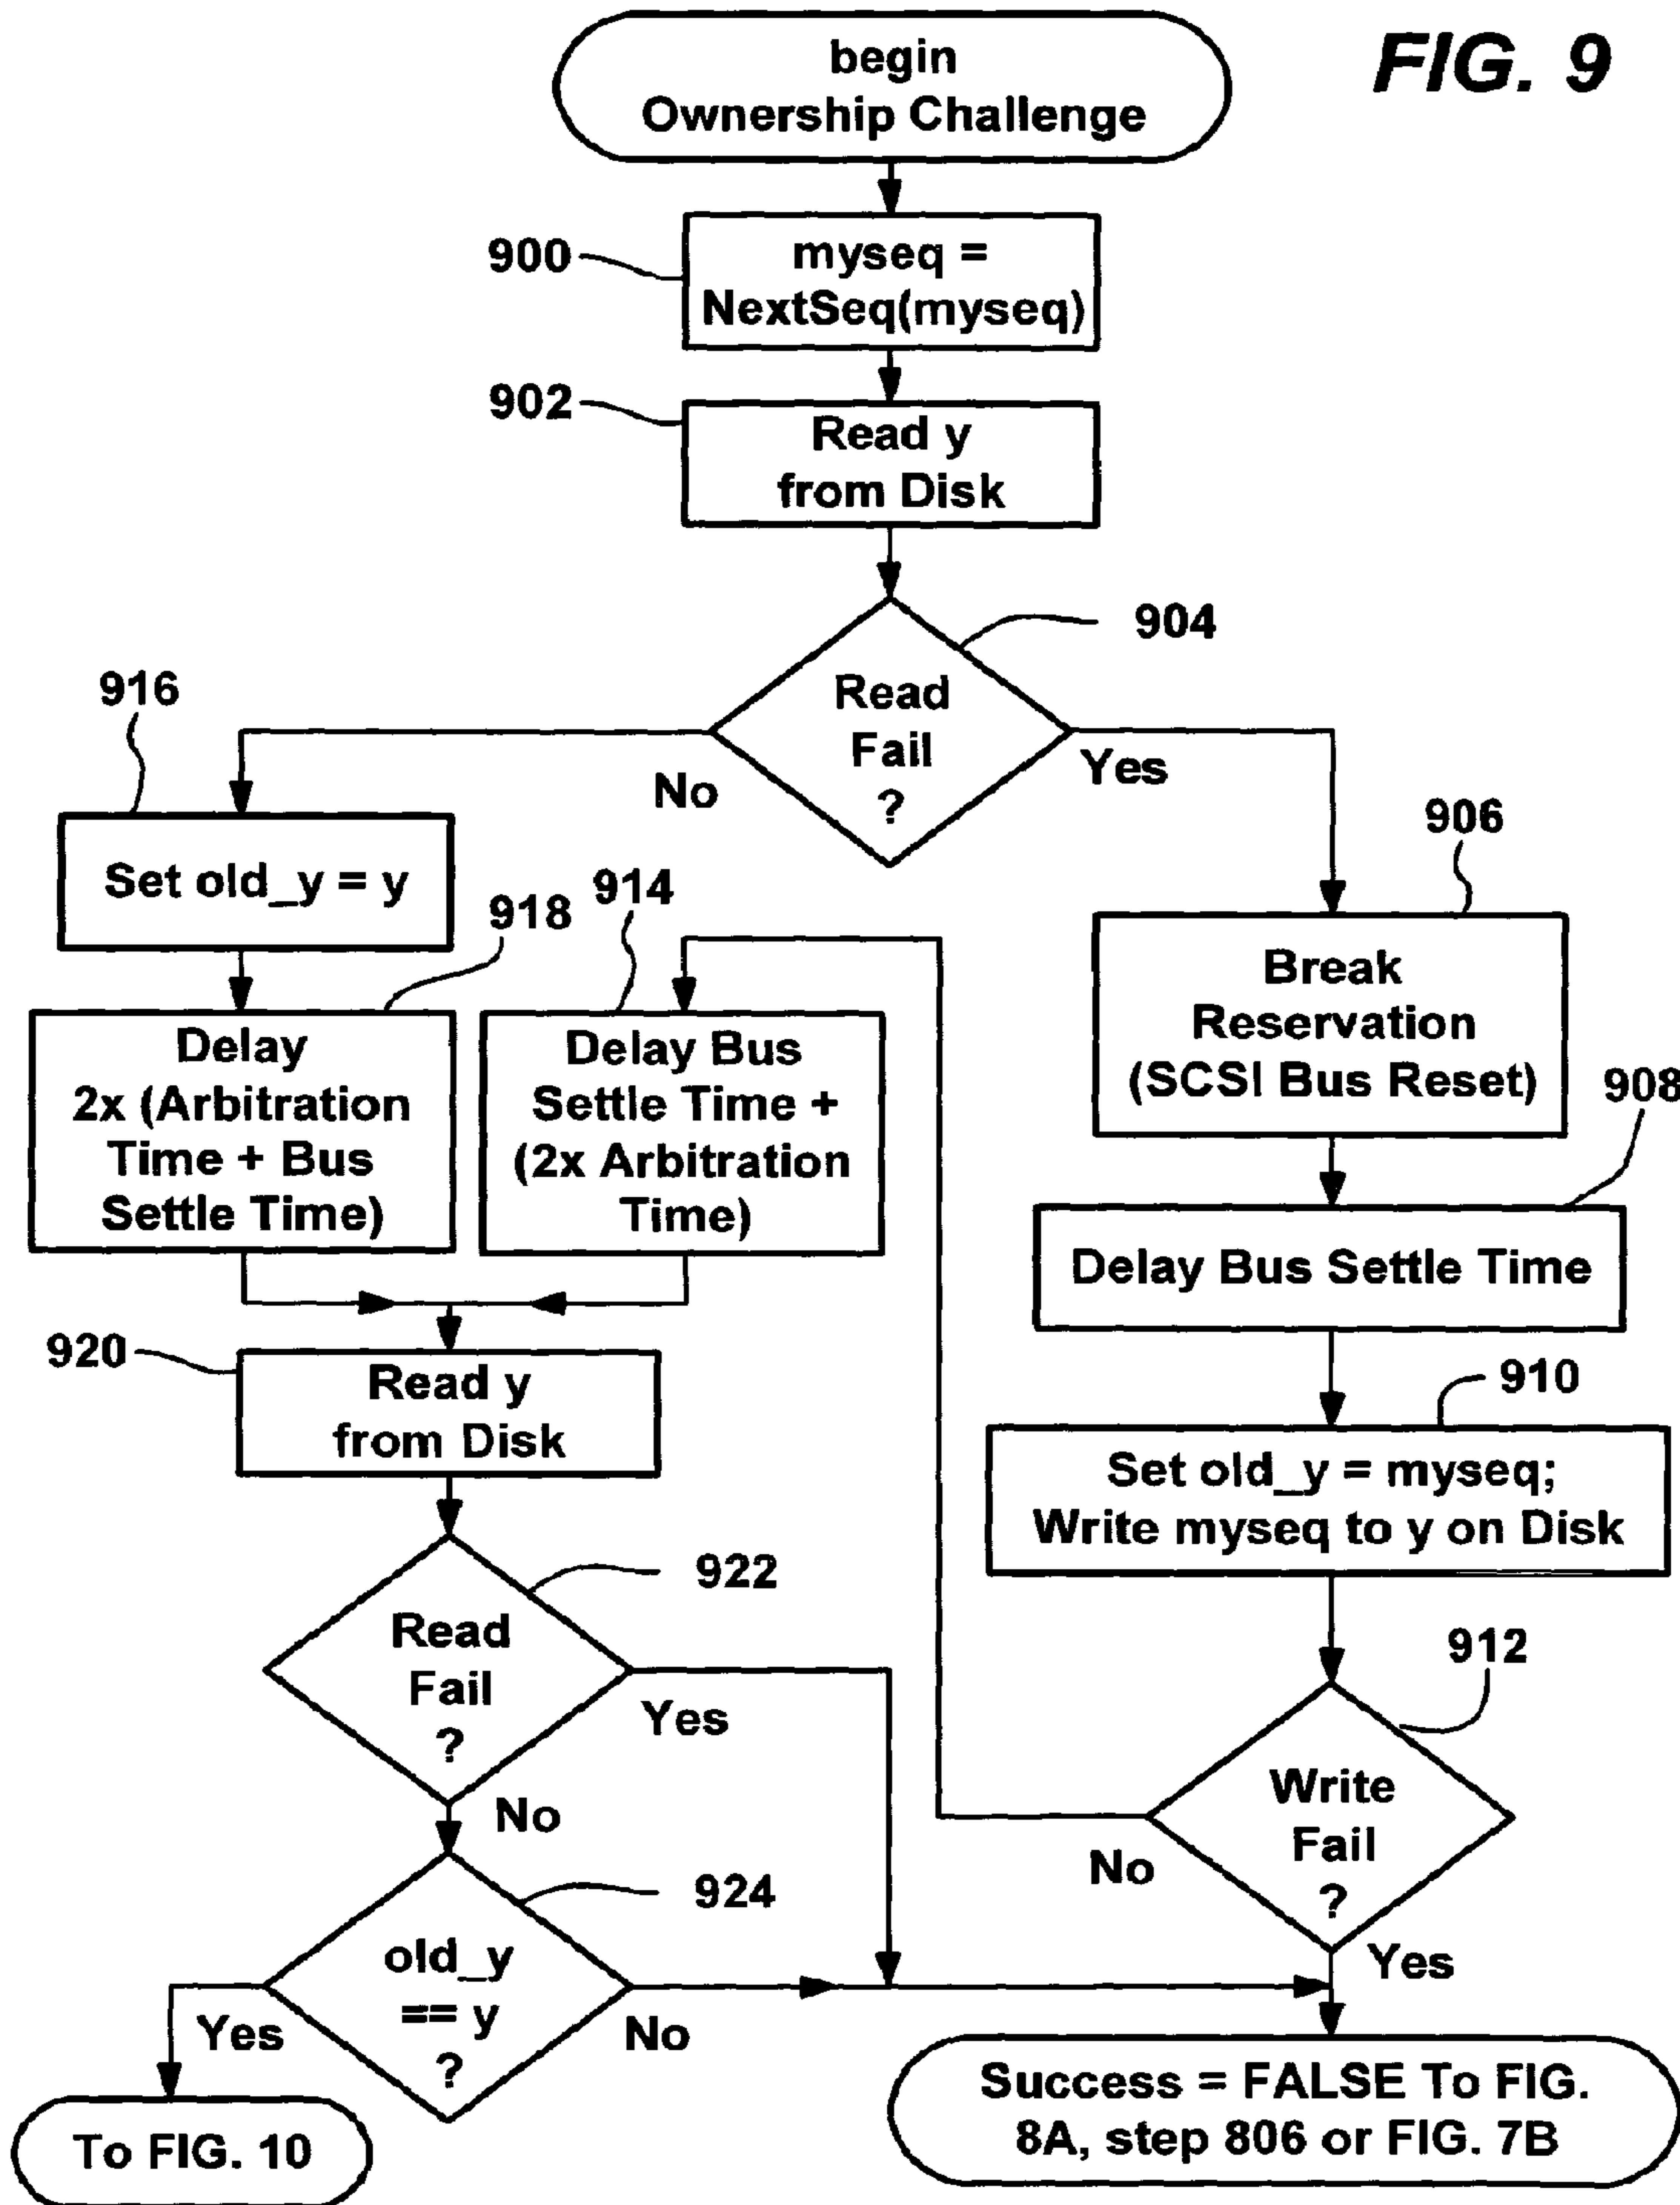 FIG. 9
begin
Ownership Challenge
900
myseq =
NextSeq(myseq)
902
Read y
from Disk
904
Read
Fail
?
No
Yes
916
Set old_y = y
918
Delay
2x (Arbitration
Time + Bus
Settle Time)
914
Delay Bus
Settle Time +
(2x Arbitration
Time)
906
Break
Reservation
(SCSI Bus Reset)
908
Delay Bus Settle Time
910
Set old_y = myseq;
Write myseq to y on Disk
912
Write
Fail
?
No
Yes
920
Read y
from Disk
922
Read
Fail
?
Yes
No
924
old_y
== y
?
Yes
No
To FIG. 10
Success = FALSE To FIG.
8A, step 806 or FIG. 7B